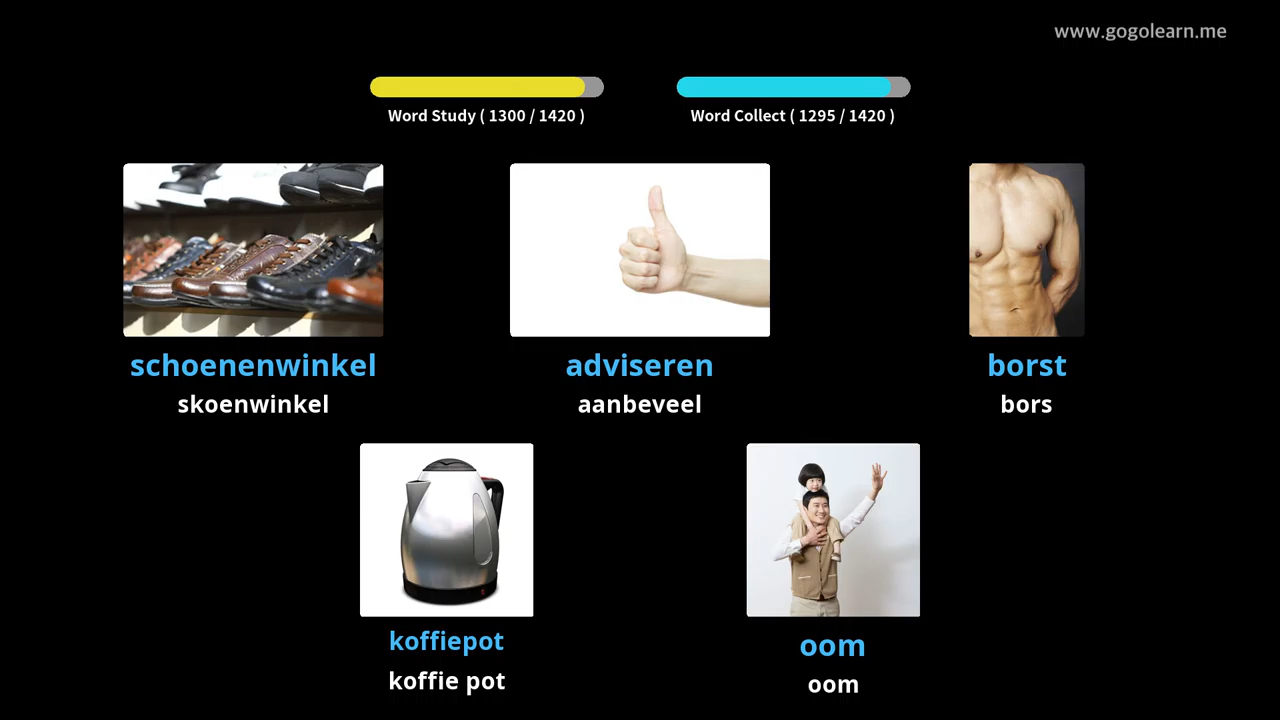 www.gogolearn.me
Word Study ( 1300 / 1420 )
Word Collect ( 1295 / 1420 )
schoenenwinkel
skoenwinkel
adviseren
aanbeveel
borst
bors
koffiepot
koffie pot
oom
oom